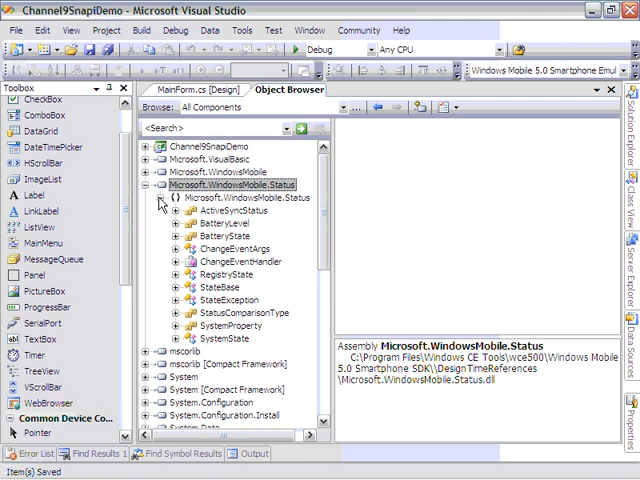 Channel9SnapiDemo - Microsoft Visual Studio
File Edit View Project Build Debug Data Tools Test Window Community Help
Debug Any CPU
Windows Mobile 5.0 Smartphone Emul
Toolbox
CheckBox
ComboBox
DataGrid
DateTimePicker
HScrollBar
ImageList
Label
LinkLabel
ListView
MainMenu
MessageQueue
Panel
PictureBox
ProgressBar
SerialPort
TextBox
Timer
TreeView
VScrollBar
WebBrowser
Common Device Co...
Pointer
MainForm.cs [Design] Object Browser
Browse: All Components
<Search>
Channel9SnapiDemo
Microsoft.VisualBasic
Microsoft.WindowsMobile
Microsoft.WindowsMobile.Status
Microsoft.WindowsMobile.Status
ActiveSyncStatus
BatteryLevel
BatteryState
ChangeEventArgs
ChangeEventHandler
RegistryState
StateBase
StateException
StatusComparisonType
SystemProperty
SystemState
mscorlib
mscorlib [Compact Framework]
System
System [Compact Framework]
System.Configuration
System.Configuration.Install
System.Data
Assembly Microsoft.WindowsMobile.Status
C:\Program Files\Windows CE Tools\wce500\Windows Mobile
5.0 Smartphone SDK\\DesignTimeReferences
\Microsoft.WindowsMobile.Status.dll
Solution Explorer
Class View
Server Explorer
Data Sources
Properties
Error List Find Results 1 Find Symbol Results Output
Item(s) Saved